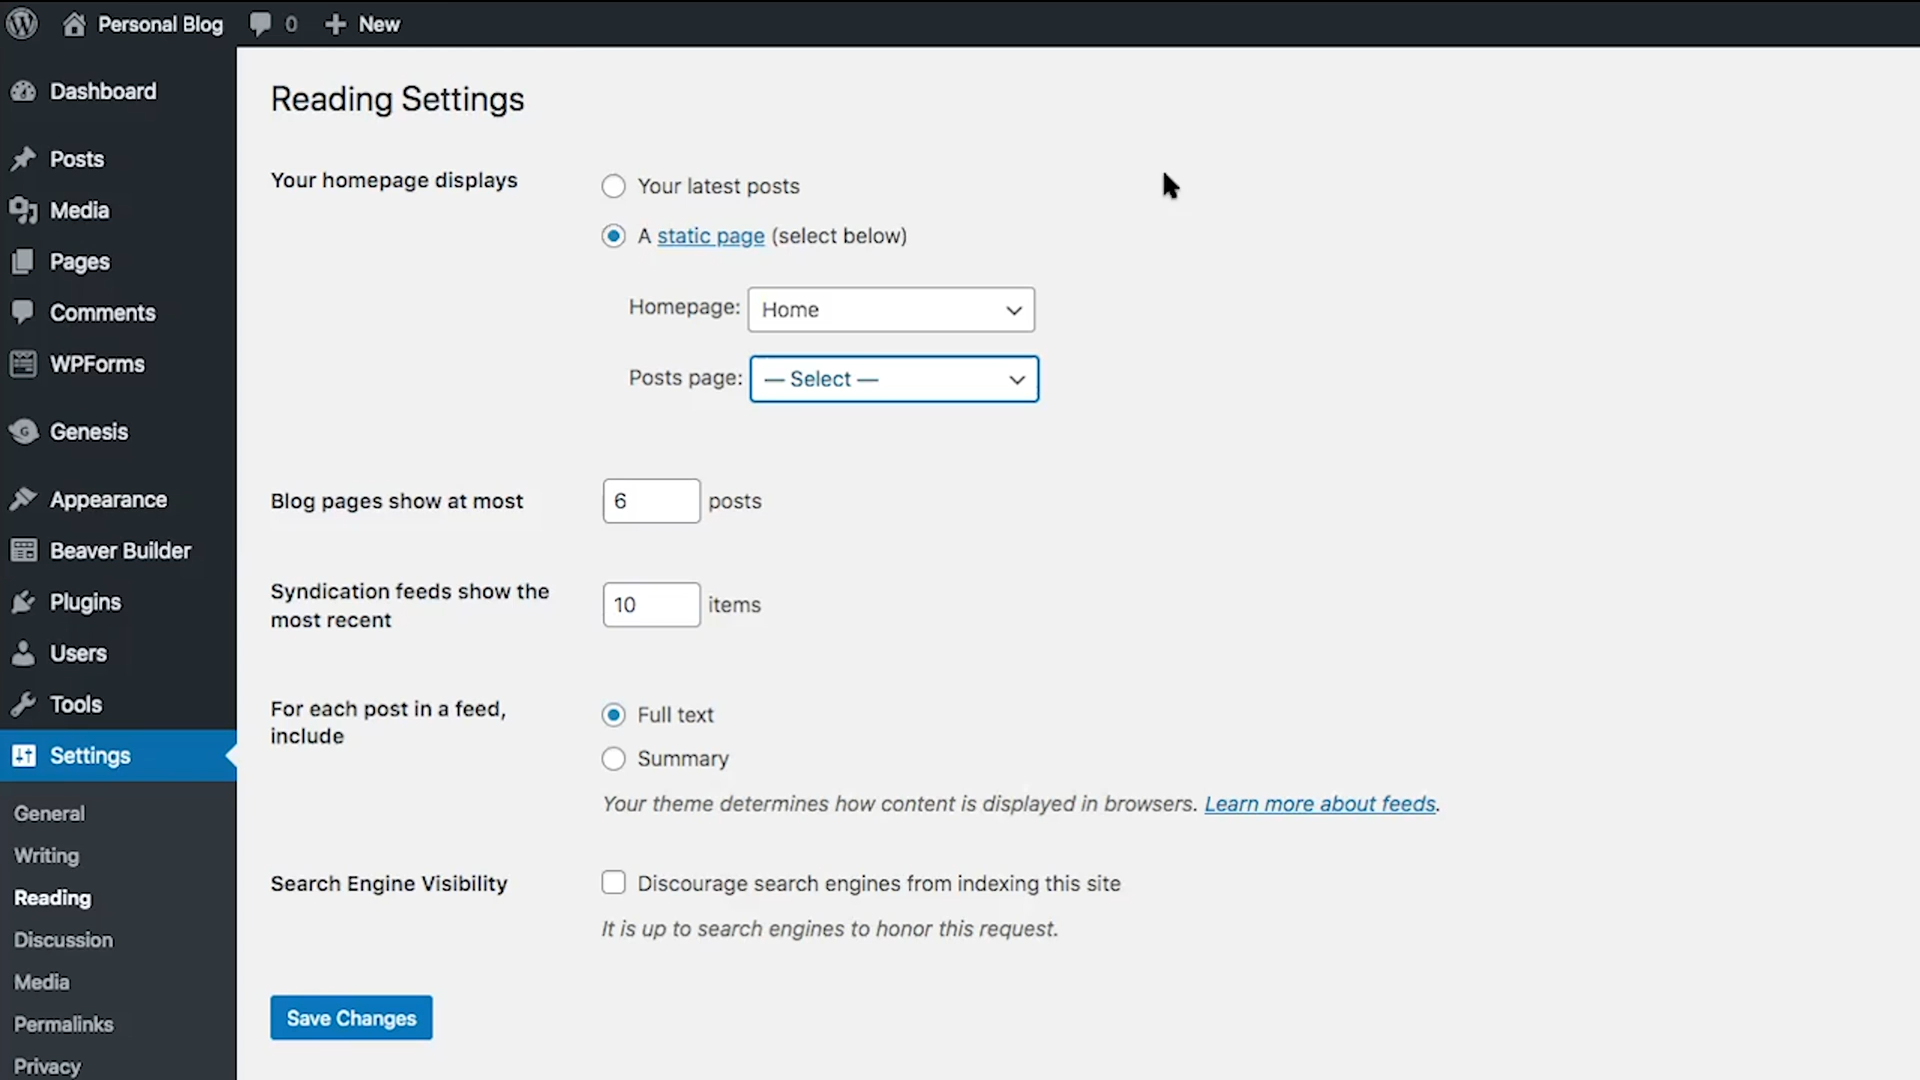 Personal Blog 0 New
Dashboard
Posts
Media
Pages
Comments
WPForms
Genesis
Appearance
Beaver Builder
Plugins
Users
Tools
Settings
General
Writing
Reading
Discussion
Media
Permalinks
Privacy
Reading Settings
Your homepage displays
Your latest posts
A static page (select below)
Homepage: Home
Posts page: — Select —
Blog pages show at most
6 posts
Syndication feeds show the
most recent
10 items
For each post in a feed,
include
Full text
Summary
Your theme determines how content is displayed in browsers. Learn more about feeds.
Search Engine Visibility
Discourage search engines from indexing this site
It is up to search engines to honor this request.
Save Changes